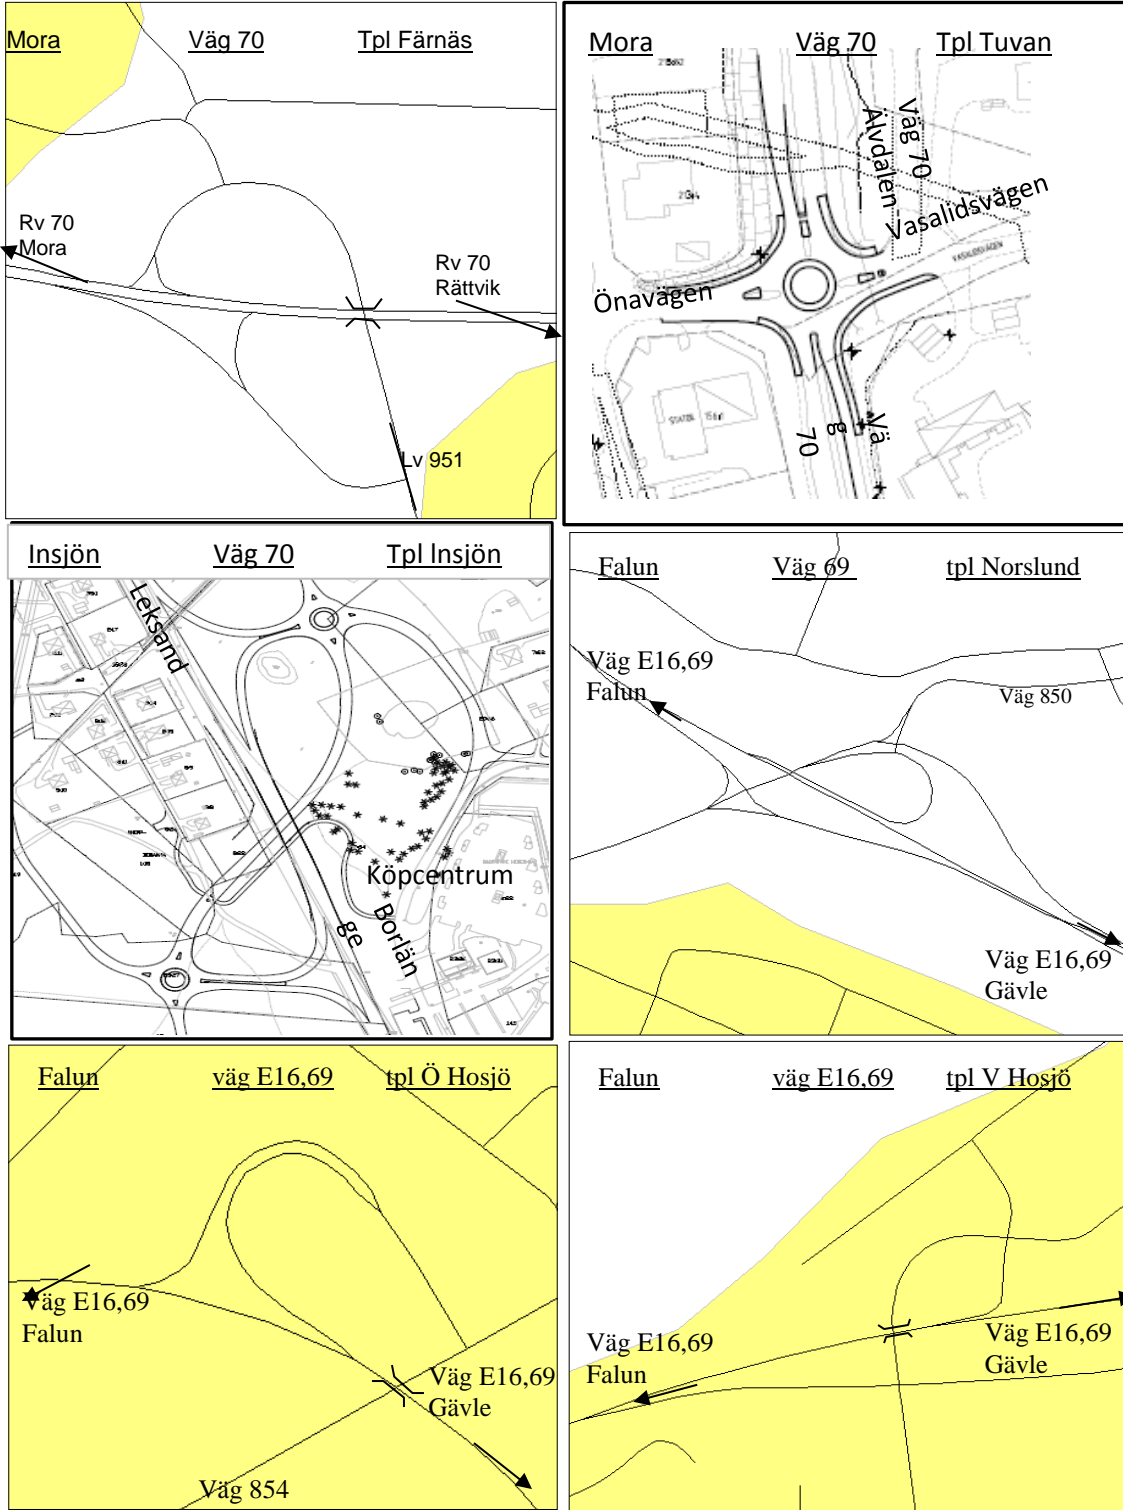 Mora Väg 70 Tpl Färnäs
Rv 70
Mora
Rv 70
Rättvik
Lv 951
Mora Väg 70 Tpl Tuvan
Väg 70
Älvdalen
Vasalidsvägen
VASALIDSVÄGEN
Önavägen
Vä
g
70
Insjön Väg 70 Tpl Insjön
Leksand
Köpcentrum
Borlän
ge
Falun Väg 69 tpl Norslund
Väg E16,69
Falun
Väg 850
Väg E16,69
Gävle
Falun väg E16,69 tpl Ö Hosjö
Väg E16,69
Falun
Väg E16,69
Gävle
Väg 854
Falun väg E16,69 tpl V Hosjö
Väg E16,69
Falun
Väg E16,69
Gävle